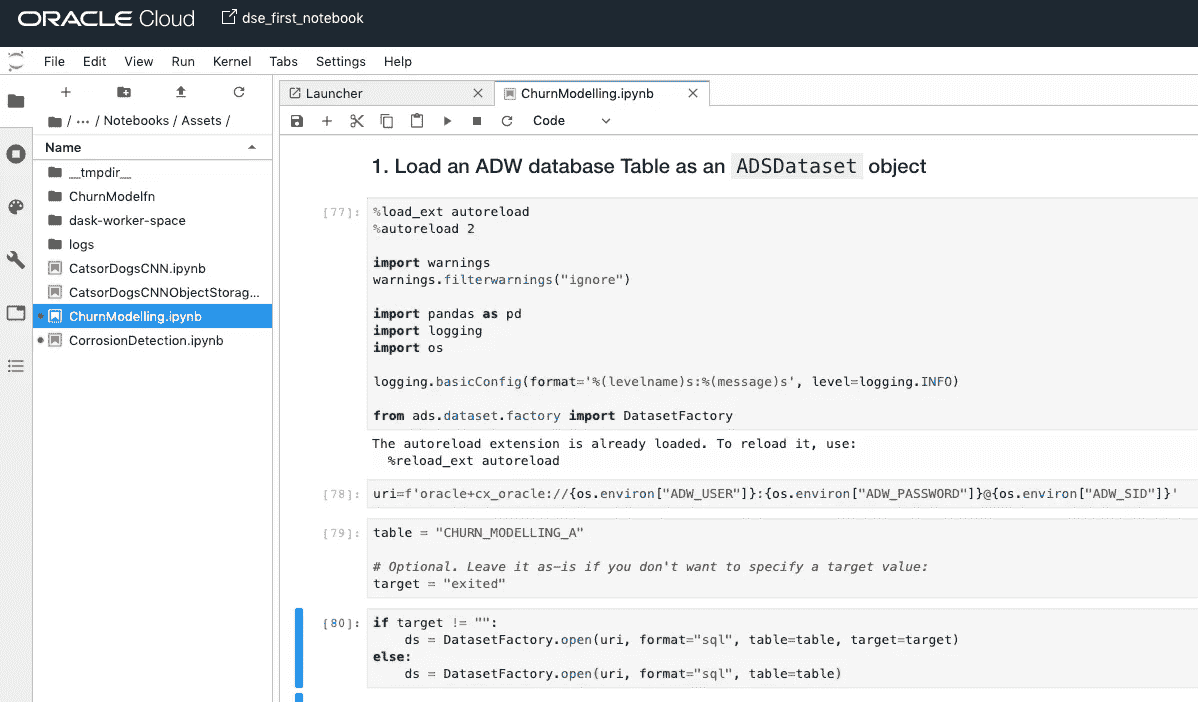 ORACLE Cloud dse_first_notebook
File Edit View Run Kernel Tabs Settings Help
/ ··· / Notebooks / Assets /
Name
__tmpdir__
ChurnModelfn
dask-worker-space
logs
CatsorDogsCNN.ipynb
CatsorDogsCNNObjectStorag...
ChurnModelling.ipynb
CorrosionDetection.ipynb
Launcher
ChurnModelling.ipynb
Code
1. Load an ADW database Table as an ADSDataset object
[77]:
%load_ext autoreload
%autoreload 2
import warnings
warnings.filterwarnings("ignore")
import pandas as pd
import logging
import os
logging.basicConfig(format='%(levelname)s:%(message)s', level=logging.INFO)
from ads.dataset.factory import DatasetFactory
The autoreload extension is already loaded. To reload it, use:
%reload_ext autoreload
[78]:
uri=f'oracle+cx_oracle://{os.environ["ADW_USER"]}:{os.environ["ADW_PASSWORD"]}@{os.environ["ADW_SID"]}'
[79]:
table = "CHURN_MODELLING_A"
# Optional. Leave it as-is if you don't want to specify a target value:
target = "exited"
[80]:
if target != "":
ds = DatasetFactory.open(uri, format="sql", table=table, target=target)
else:
ds = DatasetFactory.open(uri, format="sql", table=table)